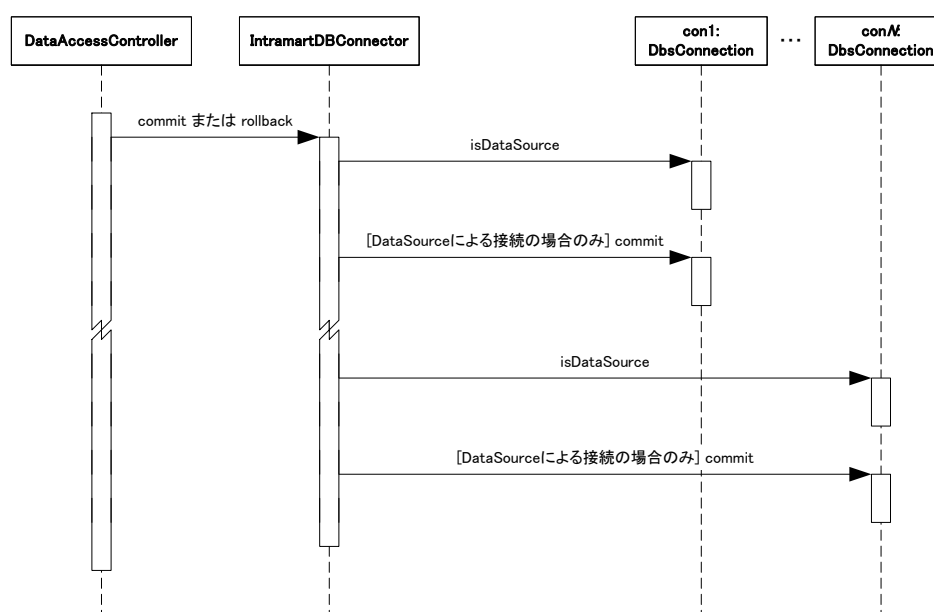 DataAccessController
IntramartDBConnector
con1:
DbsConnection
...
conN:
DbsConnection
commit または rollback
isDataSource
[DataSourceによる接続の場合のみ] commit
isDataSource
[DataSourceによる接続の場合のみ] commit